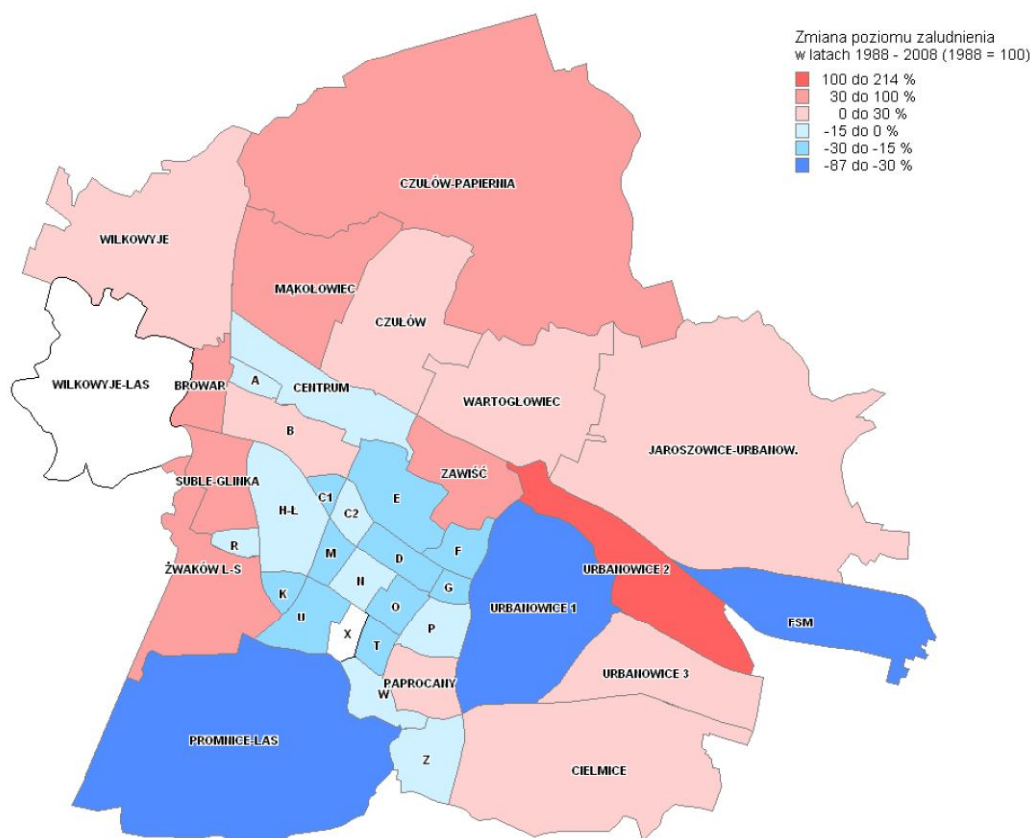 Zmiana poziomu zaludnienia
w latach 1988 - 2008 (1988 = 100)
100 do 214 %
30 do 100 %
0 do 30 %
-15 do 0 %
-30 do -15 %
-87 do -30 %
CZUŁÓW-PAPIERNIA
WILKOWYJE
MĄKOŁOWIEC
CZUŁÓW
WILKOWYJE-LAS
BROWAR
A
CENTRUM
WARTOGŁOWIEC
B
JAROSZOWICE-URBANOW.
ZAWIŚĆ
SUBLE-GLINKA
E
C1
H-Ł
C2
R
M
D
F
ŻWAKÓW L-S
URBANOWICE 2
N
G
K
O
URBANOWICE 1
U
P
FSM
X
T
URBANOWICE 3
PAPROCANY
W
PROMNICE-LAS
Z
CIELMICE